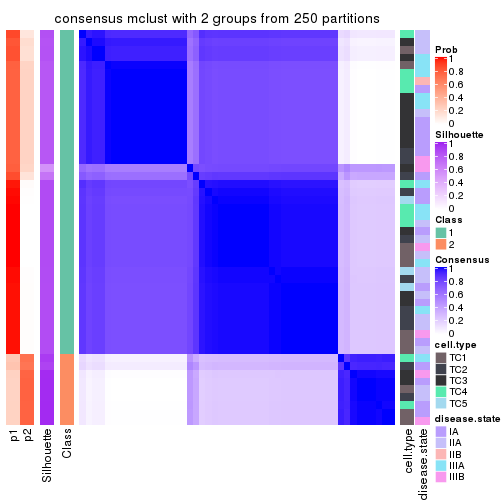 consensus mclust with 2 groups from 250 partitions
Prob
1
0.8
0.6
0.4
0.2
0
Silhouette
1
0.8
0.6
0.4
0.2
0
Class
1
2
Consensus
1
0.8
0.6
0.4
0.2
0
cell.type
TC1
TC2
TC3
TC4
TC5
disease.state
IA
IIA
IIB
IIIA
IIIB
p1
p2
Silhouette
Class
cell.type
disease.state